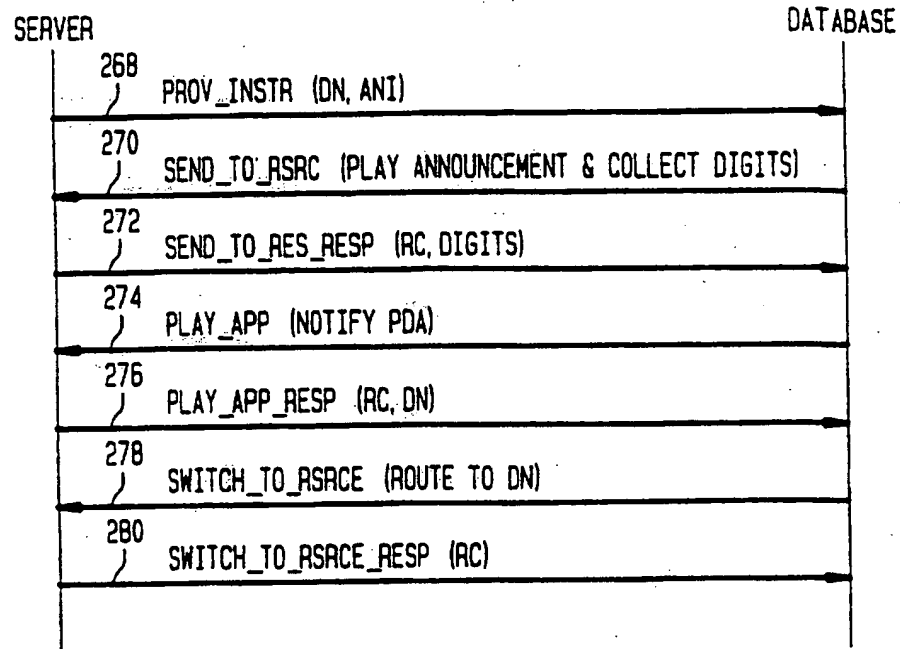 SERVER
DATABASE
268
PROV_INSTR (DN, ANI)
270
SEND_TO_RSRC (PLAY ANNOUNCEMENT & COLLECT DIGITS)
272
SEND_TO_RES_RESP (RC, DIGITS)
274
PLAY_APP (NOTIFY PDA)
276
PLAY_APP_RESP (RC, DN)
278
SWITCH_TO_RSRCE (ROUTE TO DN)
280
SWITCH_TO_RSRCE_RESP (RC)